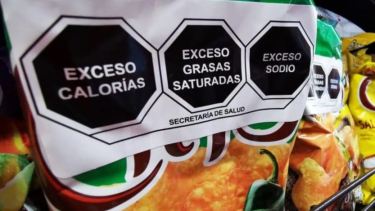 EXCESO
CALORÍAS
EXCESO
GRASAS
SATURADAS
EXCESO
SODIO
SECRETARÍA DE SALUD